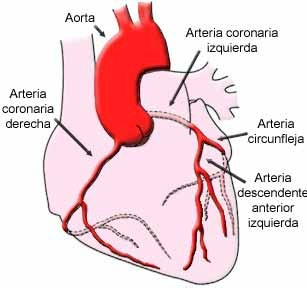 Aorta
Arteria coronaria
izquierda
Arteria
coronaria
derecha
Arteria
circunfleja
Arteria
descendente
anterior
izquierda